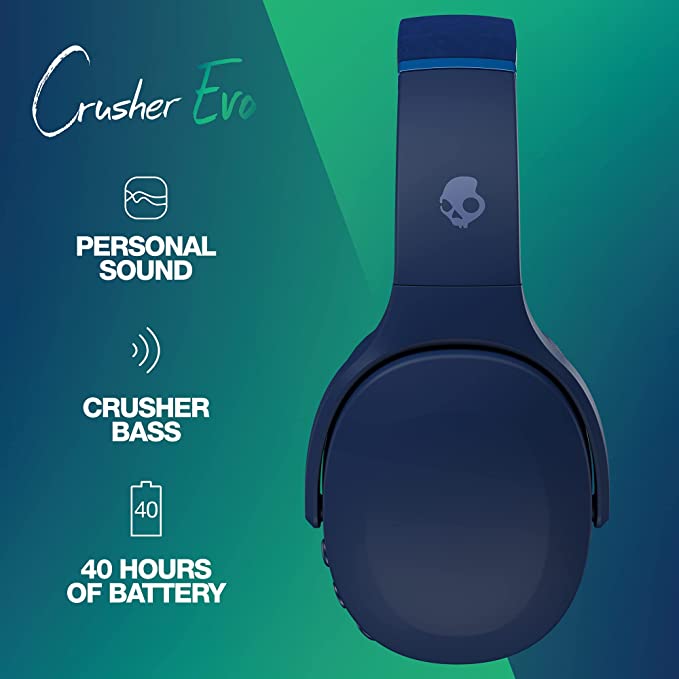 Crusher Evo
PERSONAL
SOUND
CRUSHER
BASS
40
40 HOURS
OF BATTERY